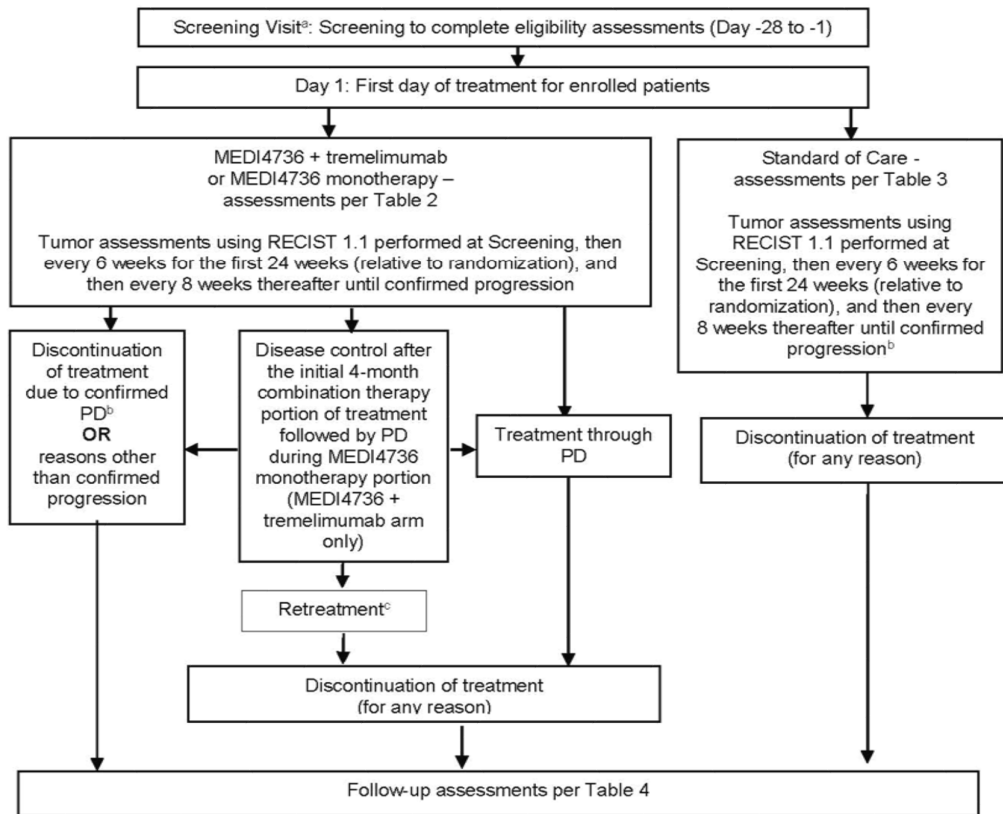 Screening Visitᵃ: Screening to complete eligibility assessments (Day -28 to -1)
Day 1: First day of treatment for enrolled patients
MEDI4736 + tremelimumab
or MEDI4736 monotherapy –
assessments per Table 2
Tumor assessments using RECIST 1.1 performed at Screening, then
every 6 weeks for the first 24 weeks (relative to randomization), and
then every 8 weeks thereafter until confirmed progression
Standard of Care -
assessments per Table 3
Tumor assessments using
RECIST 1.1 performed at
Screening, then every 6 weeks for
the first 24 weeks (relative to
randomization), and then every
8 weeks thereafter until confirmed
progressionᵇ
Discontinuation
of treatment
due to confirmed
PDᵇ
OR
reasons other
than confirmed
progression
Disease control after
the initial 4-month
combination therapy
portion of treatment
followed by PD
during MEDI4736
monotherapy portion
(MEDI4736 +
tremelimumab arm
only)
Treatment through
PD
Discontinuation of treatment
(for any reason)
Retreatmentᶜ
Discontinuation of treatment
(for any reason)
Follow-up assessments per Table 4